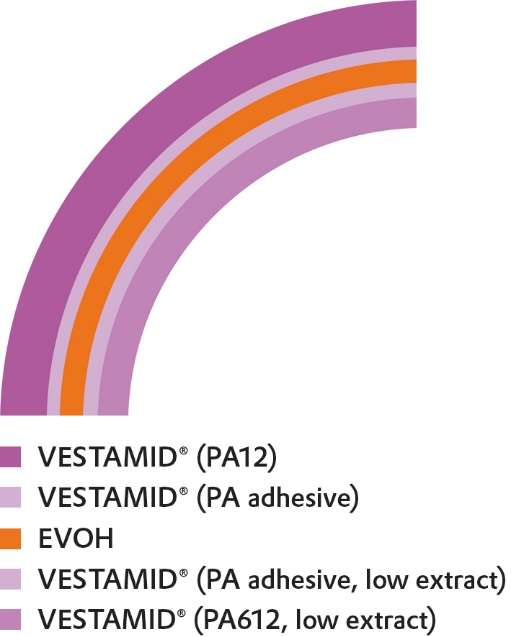 VESTAMID® (PA12)
VESTAMID® (PA adhesive)
EVOH
VESTAMID® (PA adhesive, low extract)
VESTAMID® (PA612, low extract)